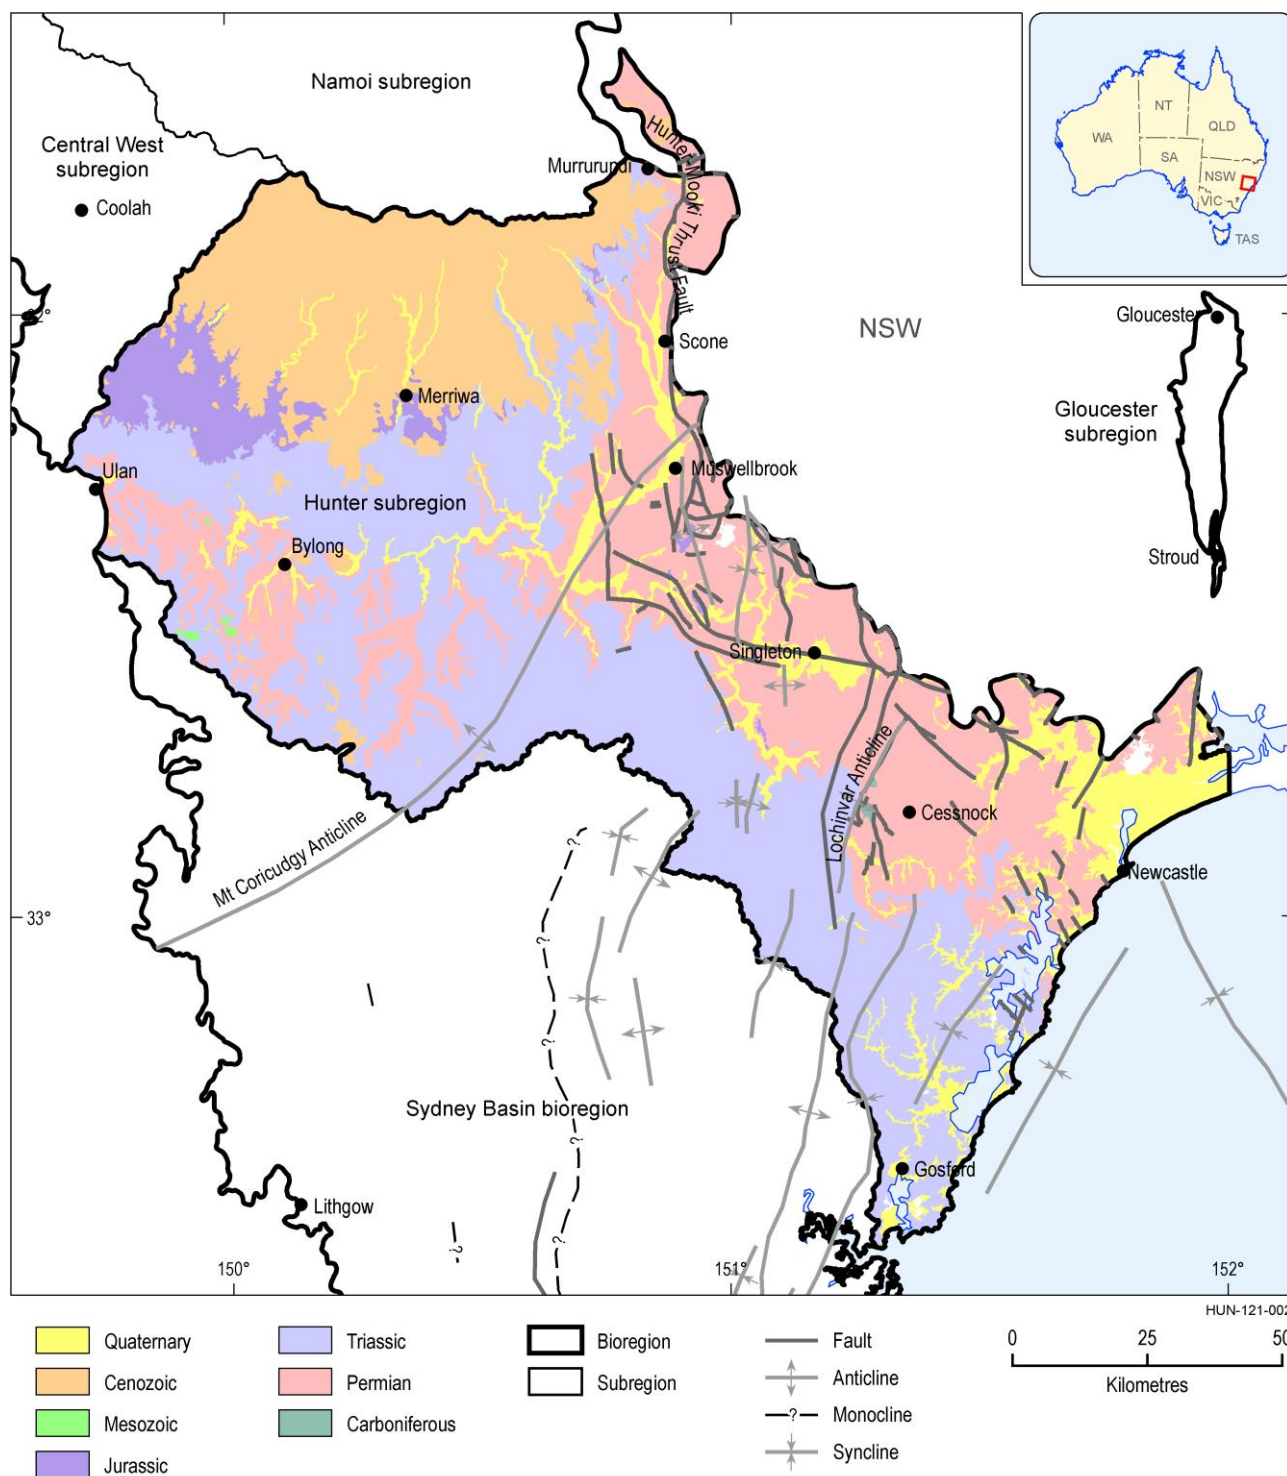 Namoi subregion
Central West
subregion
Coolah
Murrurundi
Hunter-Mooki Thrust Fault
NT
QLD
WA
SA
NSW
VIC
TAS
NSW
Gloucester
Gloucester
subregion
Stroud
Scone
Merriwa
Ulan
Muswellbrook
Hunter subregion
Bylong
Singleton
Lochinvar Anticline
Cessnock
Mt Coricudgy Anticline
Newcastle
33°
?
?
?
?
?
?
?
Sydney Basin bioregion
Gosford
Lithgow
150°
151°
152°
HUN-121-002
Quaternary
Cenozoic
Mesozoic
Jurassic
Triassic
Permian
Carboniferous
Bioregion
Subregion
Fault
Anticline
?
Monocline
Syncline
0 25 50
Kilometres